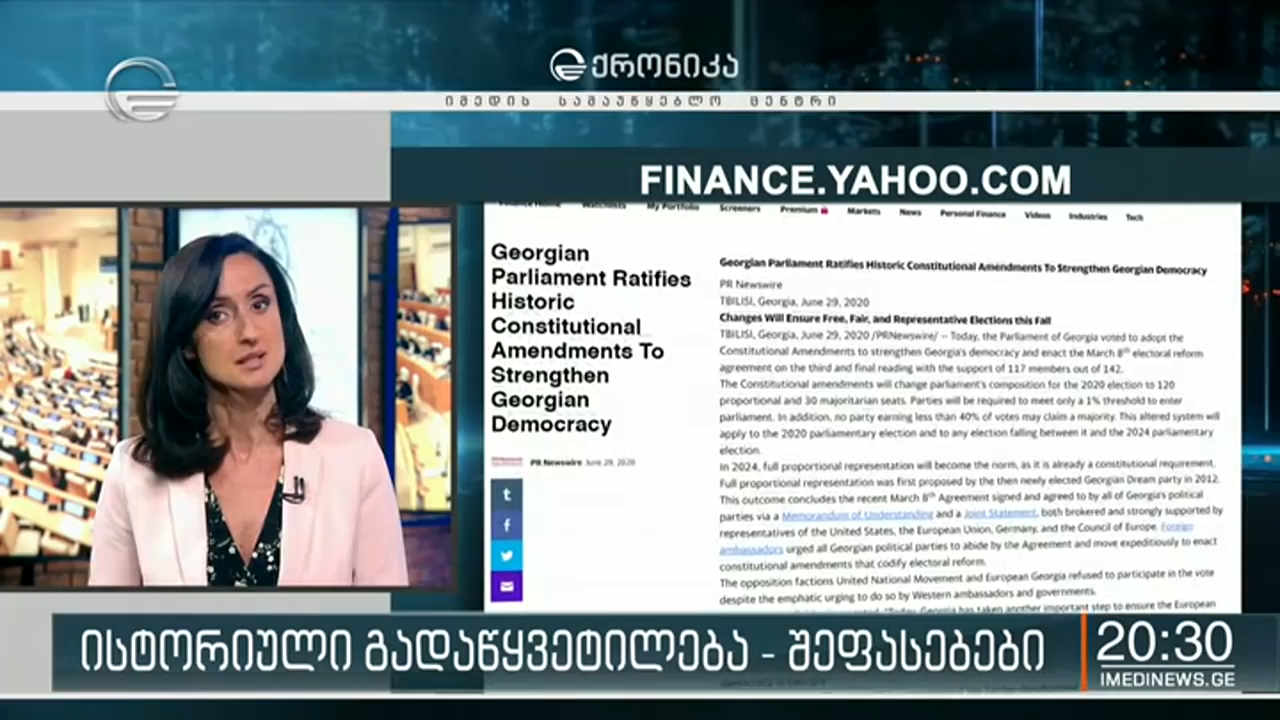 ქრონიკა
იმედის სამაუწყებლო ცენტრი
FINANCE.YAHOO.COM
Finance Home Watchlists My Portfolio Screeners Premium Markets News Personal Finance Videos Industries Tech
Georgian
Parliament Ratifies
Historic
Constitutional
Amendments To
Strengthen
Georgian
Democracy
PR Newswire June 29, 2020
Georgian Parliament Ratifies Historic Constitutional Amendments To Strengthen Georgian Democracy
PR Newswire
TBILISI, Georgia, June 29, 2020
Changes Will Ensure Free, Fair, and Representative Elections this Fall
TBILISI, Georgia, June 29, 2020 /PRNewswire/ -- Today, the Parliament of Georgia voted to adopt the
Constitutional Amendments to strengthen Georgia's democracy and enact the March 8th electoral reform
agreement on the third and final reading with the support of 117 members out of 142.
The Constitutional amendments will change parliament's composition for the 2020 election to 120
proportional and 30 majoritarian seats. Parties will be required to meet only a 1% threshold to enter
parliament. In addition, no party earning less than 40% of votes may claim a majority. This altered system will
apply to the 2020 parliamentary election and to any election falling between it and the 2024 parliamentary
election.
In 2024, full proportional representation will become the norm, as it is already a constitutional requirement.
Full proportional representation was first proposed by the then newly elected Georgian Dream party in 2012.
This outcome concludes the recent March 8th Agreement signed and agreed to by all of Georgia's political
parties via a Memorandum of Understanding and a Joint Statement, both brokered and strongly supported by
representatives of the United States, the European Union, Germany, and the Council of Europe. Foreign
ambassadors urged all Georgian political parties to abide by the Agreement and move expeditiously to enact
constitutional amendments that codify electoral reform.
The opposition factions United National Movement and European Georgia refused to participate in the vote
despite the emphatic urging to do so by Western ambassadors and governments.
"Today, Georgia has taken another important step to ensure the European
ისტორიული გადაწყვეტილება - შეფასებები
20:30
IMEDINEWS.GE